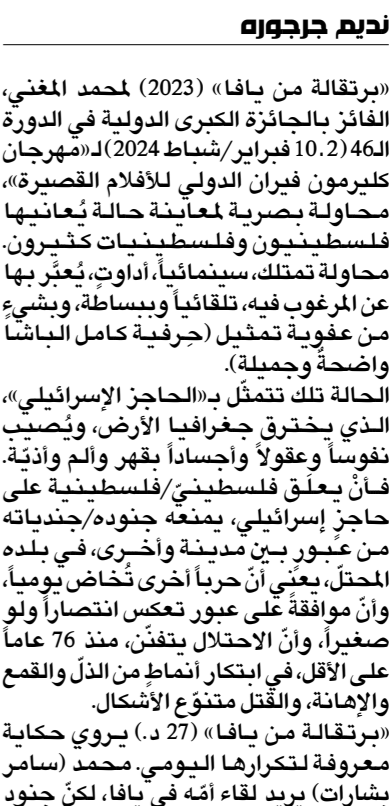 نديم جرجوره
«برتقالة من يافا» (2023) لمحمد المغني،
الفائز بالجائزة الكبرى الدولية في الدورة
الـ46 (2 ـ 10 فبراير/شباط 2024) لـ«مهرجان
كليرمون فيران الدولي للأفلام القصيرة»،
محاولة بصرية لمعاينة حالة يُعانيها
فلسطينيون وفلسطينيات كثيرون.
محاولة تمتلك، سينمائياً، أداوتٍ، يُعبَّر بها
عن المرغوب فيه، تلقائياً وببساطة، وبشيءٍ
من عفوية تمثيل (حِرفية كامل الباشا
واضحةٌ وجميلة).
الحالة تلك تتمثّل بـ«الحاجز الإسرائيلي»،
الذي يخترق جغرافيا الأرض، ويُصيب
نفوساً وعقولاً وأجساداً بقهر وألم وأذيّة.
فأنْ يعلَق فلسطينيّ/فلسطينية على
حاجزٍ إسرائيلي، يمنعه جنوده/جندياته
من عبورٍ بين مدينة وأخرى، في بلده
المحتلّ، يعني أنّ حرباً أخرى تُخاض يومياً،
وأنّ موافقةً على عبور تعكس انتصاراً ولو
صغيراً، وأنّ الاحتلال يتفنّن، منذ 76 عاماً
على الأقل، في ابتكار أنماطٍ من الذلّ والقمع
والإهانة، والقتل متنوّع الأشكال.
«برتقالة من يافا» (27 د.) يروي حكاية
معروفة لتكرارها اليومي. محمد (سامر
بشارات) يريد لقاء أمّه في يافا، لكنّ جنود